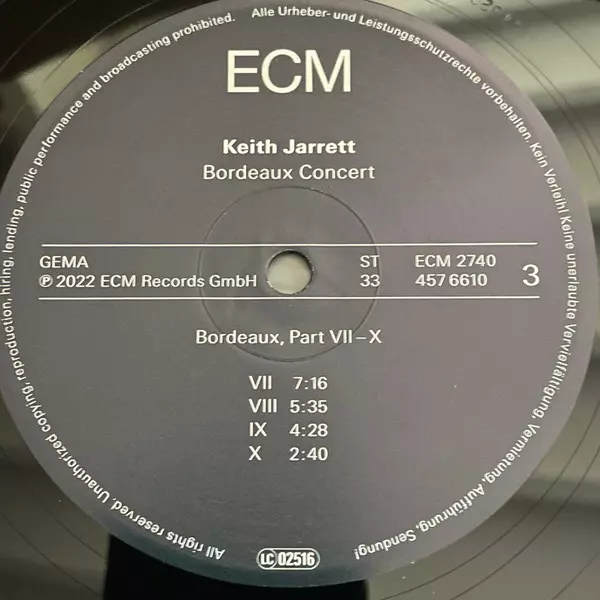 All rights reserved. Unauthorized copying, reproduction, hiring, lending, public performance and broadcasting prohibited. Alle Urheber- und Leistungsschutzrechte vorbehalten. Kein Verleih! Keine unerlaubte Vervielfältigung, Vermietung, Aufführung, Sendung!
ECM
Keith Jarrett
Bordeaux Concert
GEMA ST ECM 2740
℗ 2022 ECM Records GmbH 33 457 6610 3
Bordeaux, Part VII – X
VII 7:16
VIII 5:35
IX 4:28
X 2:40
LC 02516